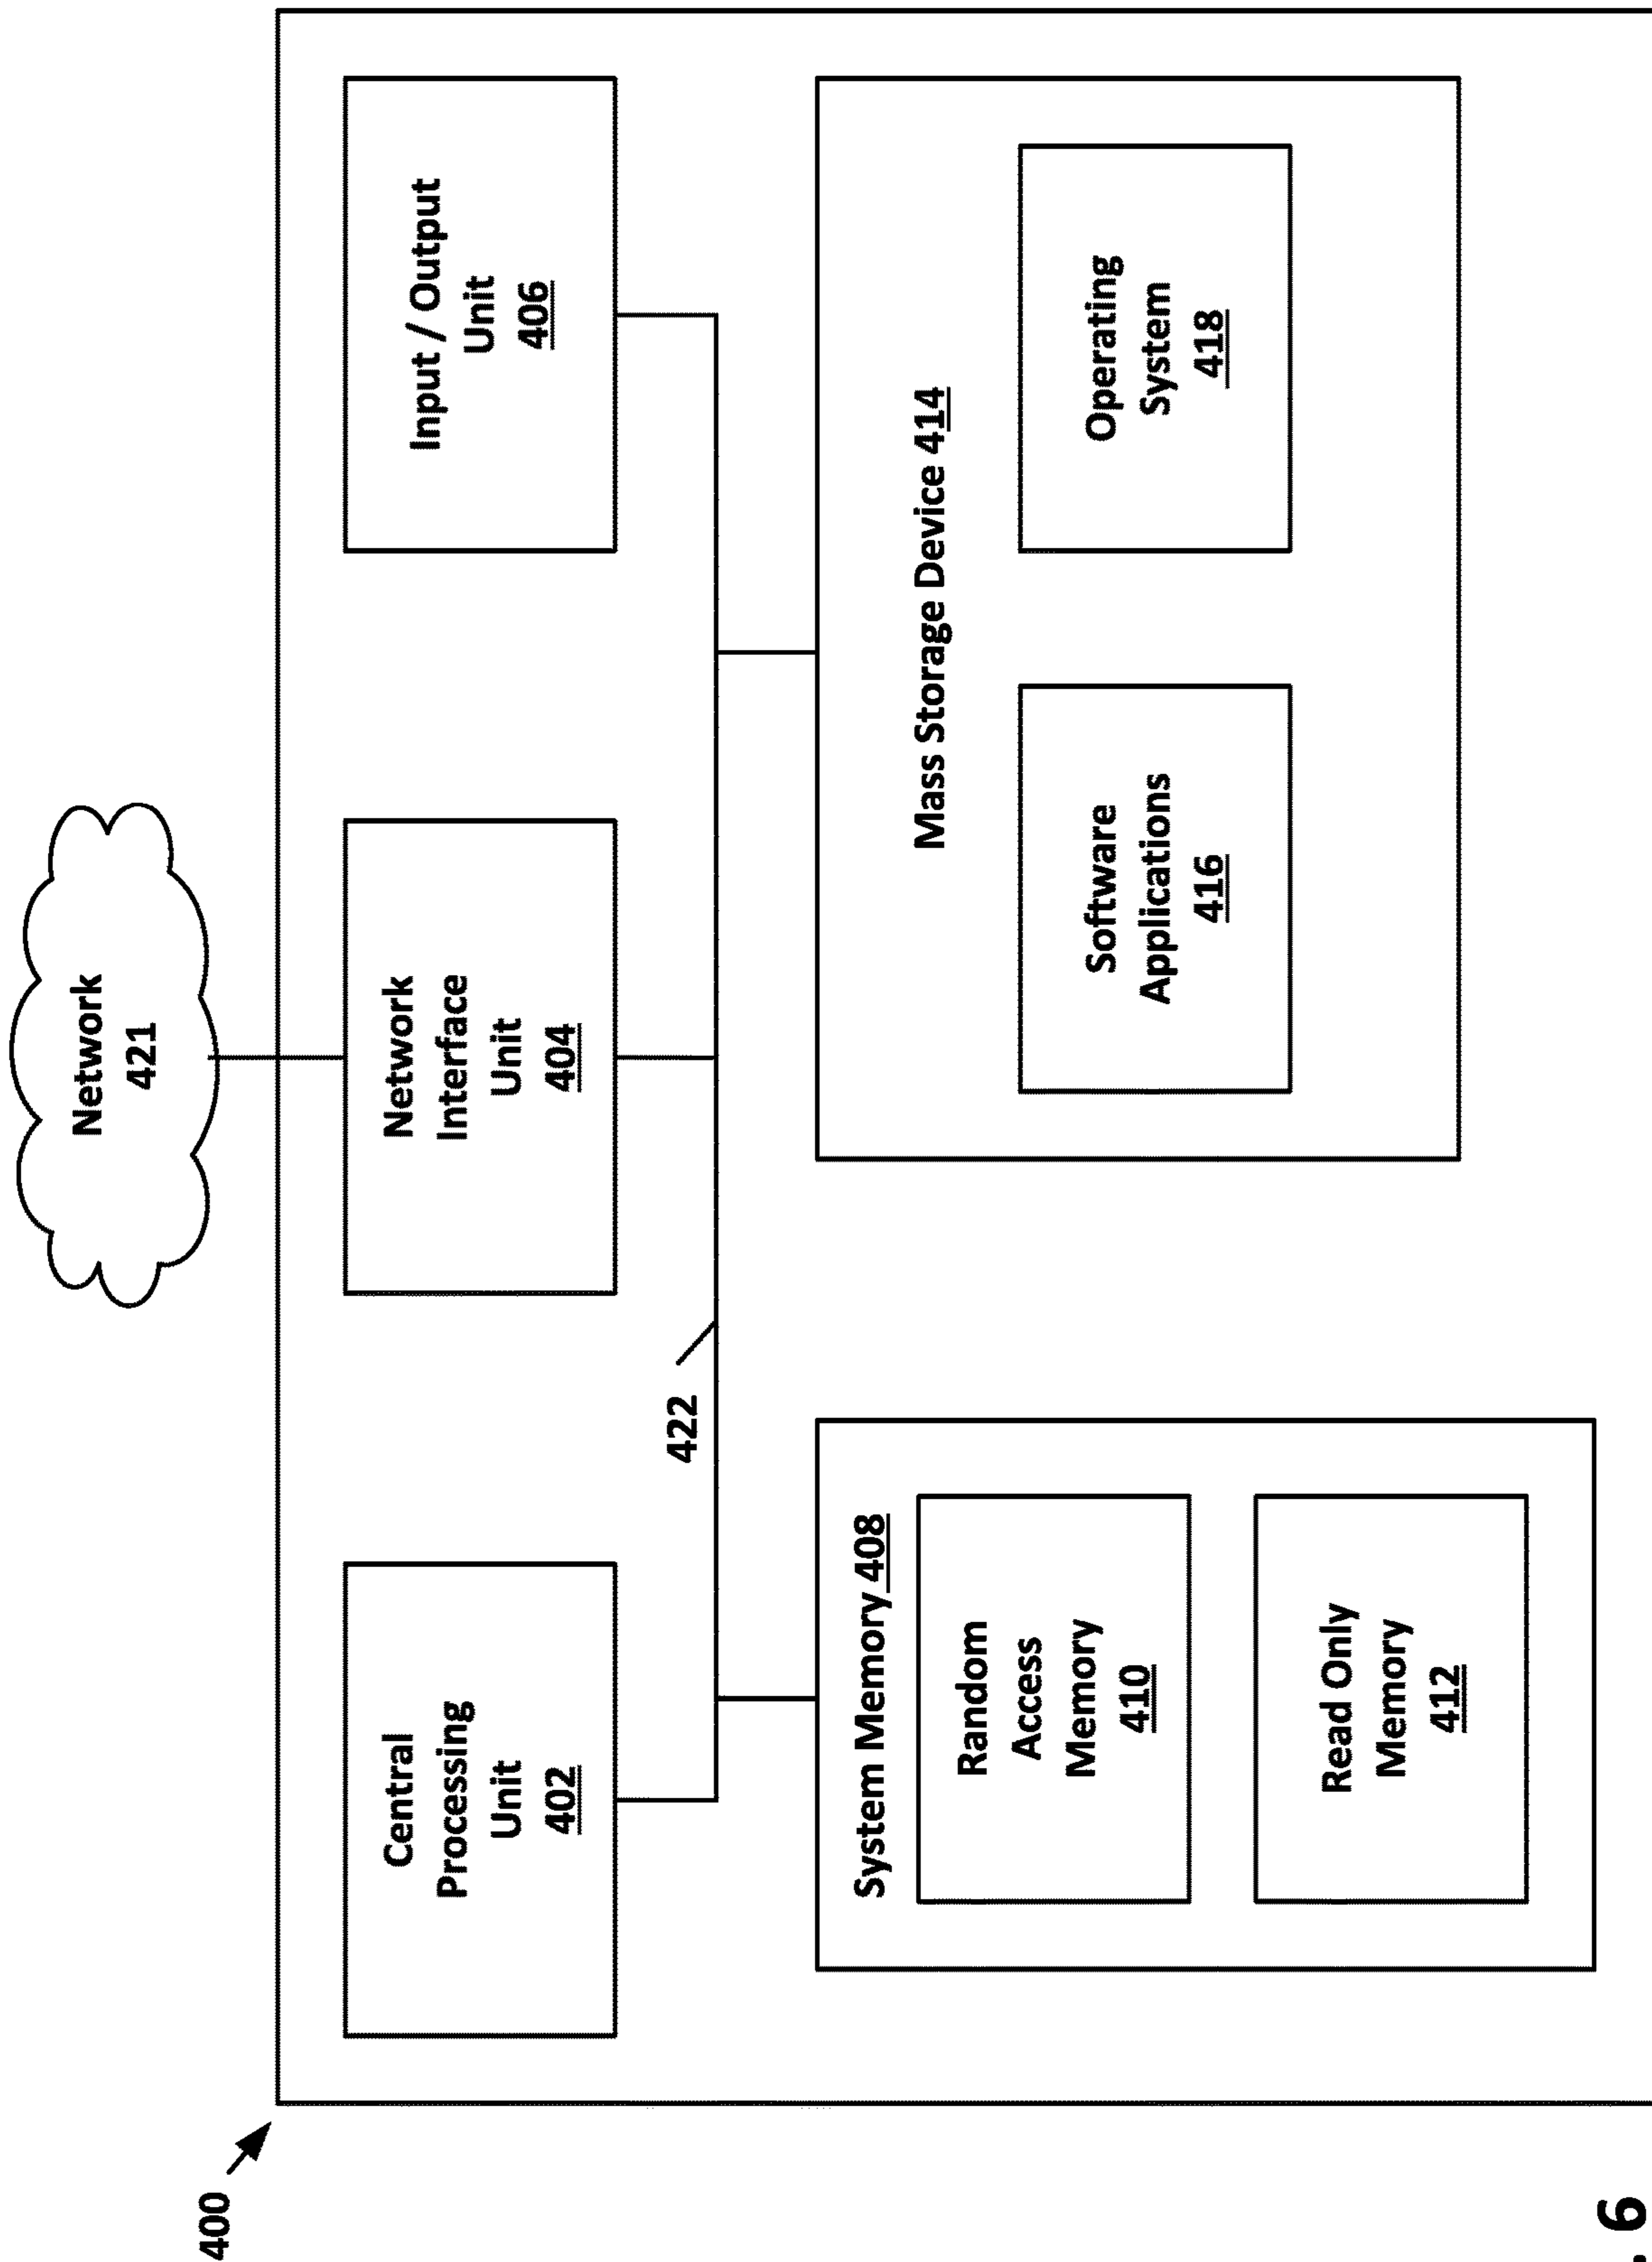 400
Network
421
Central
Processing
Unit
402
Network
Interface
Unit
404
Input / Output
Unit
406
422
System Memory 408
Random
Access
Memory
410
Read Only
Memory
412
Mass Storage Device 414
Software
Applications
416
Operating
System
418
. 6